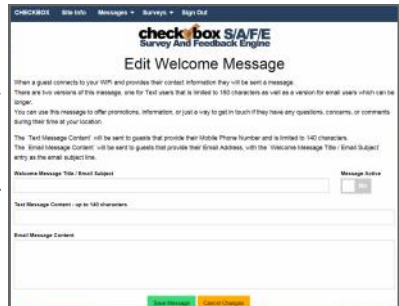 CHECKBOX Site Info Messages Surveys Sign Out
checkbox S/A/F/E
Survey And Feedback Engine
Edit Welcome Message
When a guest connects to your WiFi and provides their contact information they will be sent a message.
There are two versions of this message, one for Text users that is limited to 160 characters as well as a version for email users which can be
longer.
You can use this message to offer promotions, information, or just a way to get in touch if they have any questions, concerns, or comments
during their time at your location.
The 'Text Message Content' will be sent to guests that provide their Mobile Phone Number and is limited to 140 characters.
The 'Email Message Content' will be sent to guests that provide their Email Address, with the 'Welcome Message Title / Email Subject'
entry as the email subject line.
Welcome Message Title / Email Subject Message Active
No
Text Message Content - up to 140 characters
Email Message Content
Save Message Cancel Changes